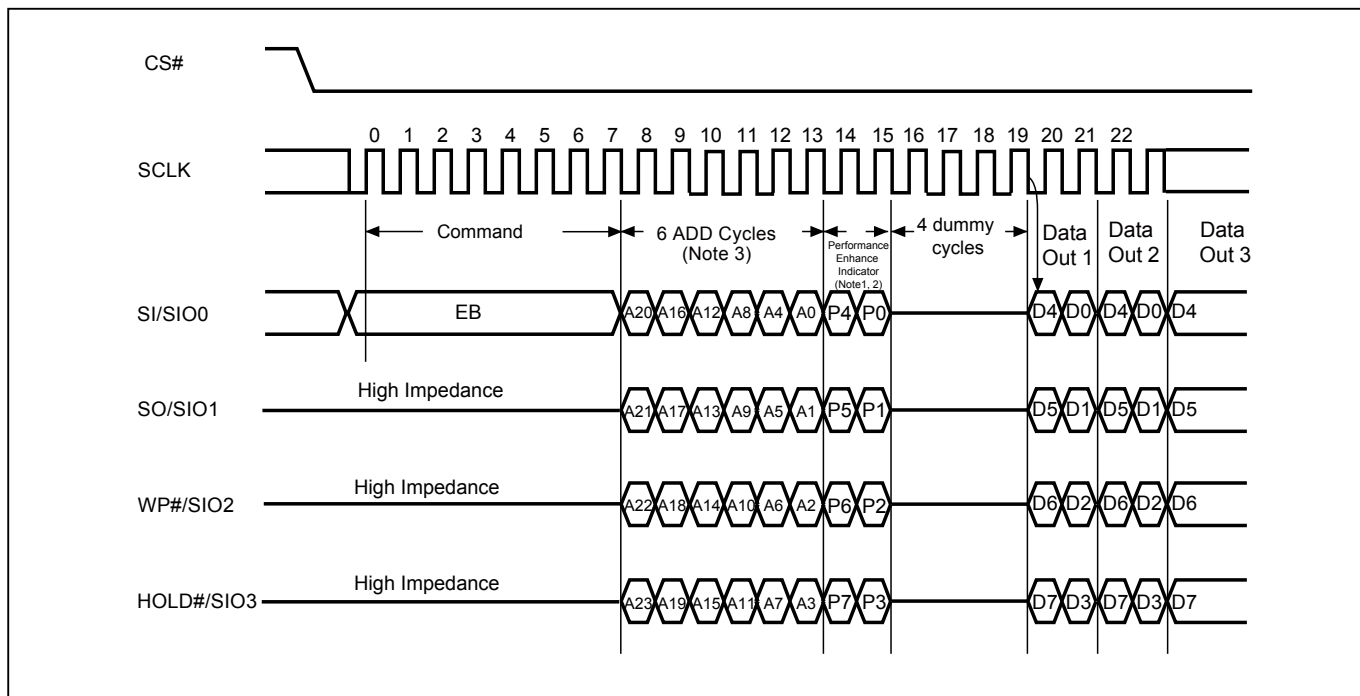 CS#
0 1 2 3 4 5 6 7 8 9 10 11 12 13 14 15 16 17 18 19 20 21 22
SCLK
Command
6 ADD Cycles
(Note 3)
Performance
Enhance
Indicator
(Note1, 2)
4 dummy
cycles
Data
Out 1
Data
Out 2
Data
Out 3
SI/SIO0
EB
A20 A16 A12 A8 A4 A0 P4 P0 D4 D0 D4 D0 D4
High Impedance
SO/SIO1
A21 A17 A13 A9 A5 A1 P5 P1 D5 D1 D5 D1 D5
High Impedance
WP#/SIO2
A22 A18 A14 A10 A6 A2 P6 P2 D6 D2 D6 D2 D6
High Impedance
HOLD#/SIO3
A23 A19 A15 A11 A7 A3 P7 P3 D7 D3 D7 D3 D7